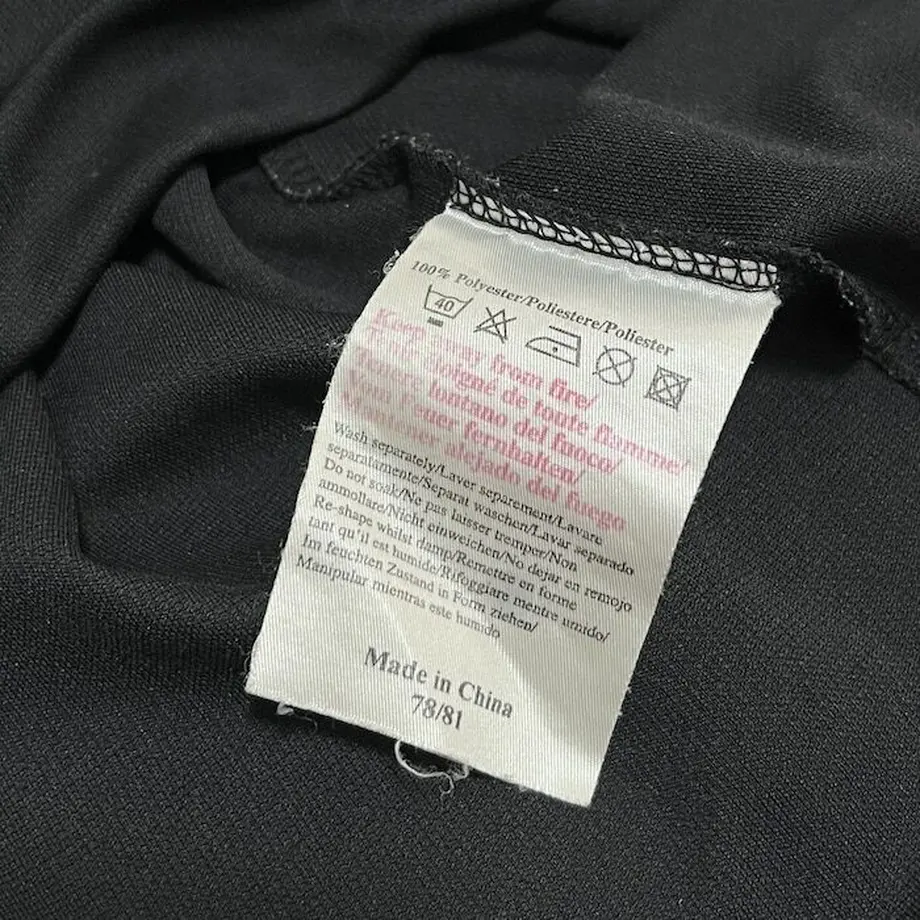 100% Polyester/Poliestere/Poliester
40
Keep away from fire/
Tenir éloigné de toute flamme/
Tenere lontano del fuoco/
Vom Feuer fernhalten/
Mantener alejado del fuego
Wash separately/Laver separement/Lavare
separatamente/Separat waschen/Lavar separado
Do not soak/Ne pas laisser tremper/Non
ammollare/Nicht einweichen/No dejar en remojo
Re-shape whilst damp/Remettre en forme
tant qu'il est humide/Rifoggiare mentre umido/
Im feuchten Zustand in Form ziehen/
Manipular mientras este humido
Made in China
78/81